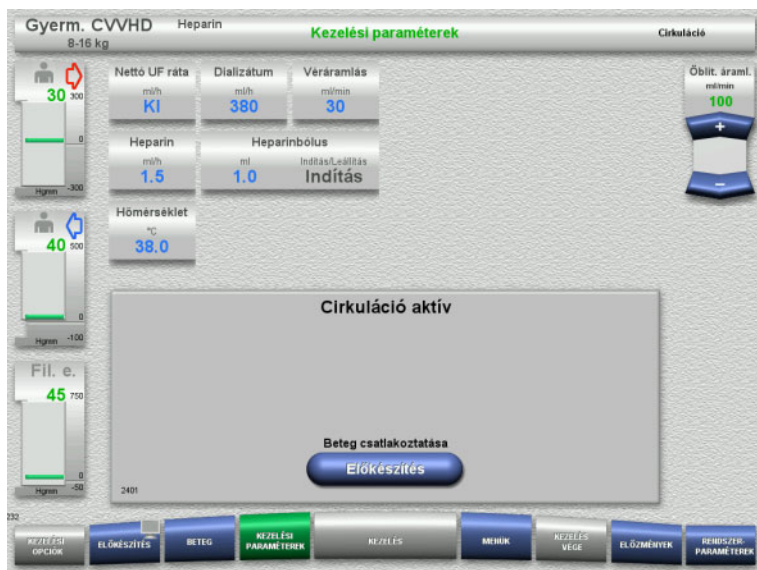 Gyerm. CVVHD Heparin Kezelési paraméterek Cirkuláció
8-16 kg
30 300
0
-300
Hgmm
Nettó UF ráta
ml/h
KI
Dializátum
ml/h
380
Véráramlás
ml/min
30
Öblít. áraml.
ml/min
100
+
–
Heparin
ml/h
1.5
Heparinbólus
ml Indítás/Leállítás
1.0 Indítás
Hőmérséklet
°C
38.0
40 500
0
-100
Hgmm
Fil. e.
45 750
0
-50
Hgmm
Cirkuláció aktív
Beteg csatlakoztatása
Előkészítés
2401
232
KEZELÉSI
OPCIÓK
ELŐKÉSZÍTÉS
BETEG
KEZELÉSI
PARAMÉTEREK
KEZELÉS
MENÜK
KEZELÉS
VÉGE
ELŐZMÉNYEK
RENDSZER-
PARAMÉTEREK